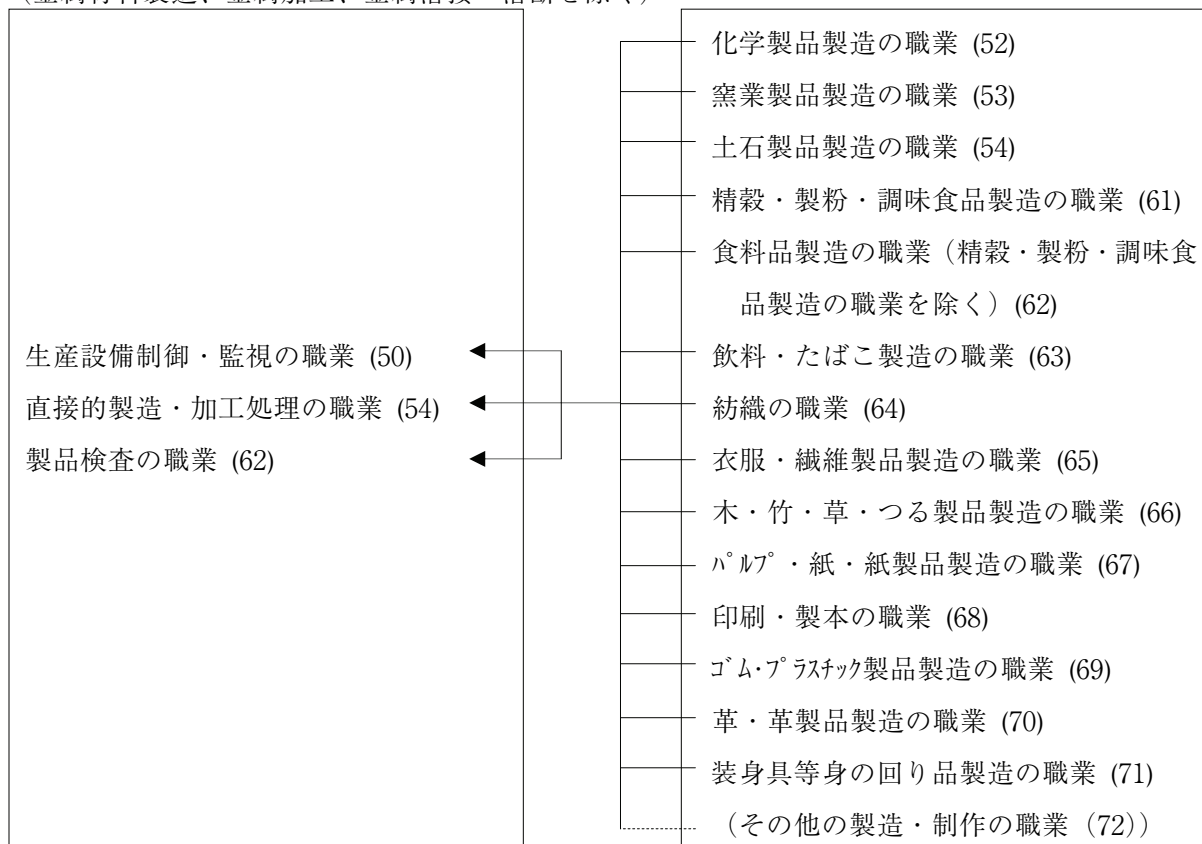 化学製品製造の職業 (52)
窯業製品製造の職業 (53)
土石製品製造の職業 (54)
精穀・製粉・調味食品製造の職業 (61)
食料品製造の職業（精穀・製粉・調味食
品製造の職業を除く）(62)
生産設備制御・監視の職業 (50)
飲料・たばこ製造の職業 (63)
直接的製造・加工処理の職業 (54)
紡織の職業 (64)
製品検査の職業 (62)
衣服・繊維製品製造の職業 (65)
木・竹・草・つる製品製造の職業 (66)
ﾊﾟﾙﾌﾟ・紙・紙製品製造の職業 (67)
印刷・製本の職業 (68)
ｺﾞﾑ･ﾌﾟﾗｽﾁｯｸ製品製造の職業 (69)
革・革製品製造の職業 (70)
装身具等身の回り品製造の職業 (71)
（その他の製造・制作の職業（72））